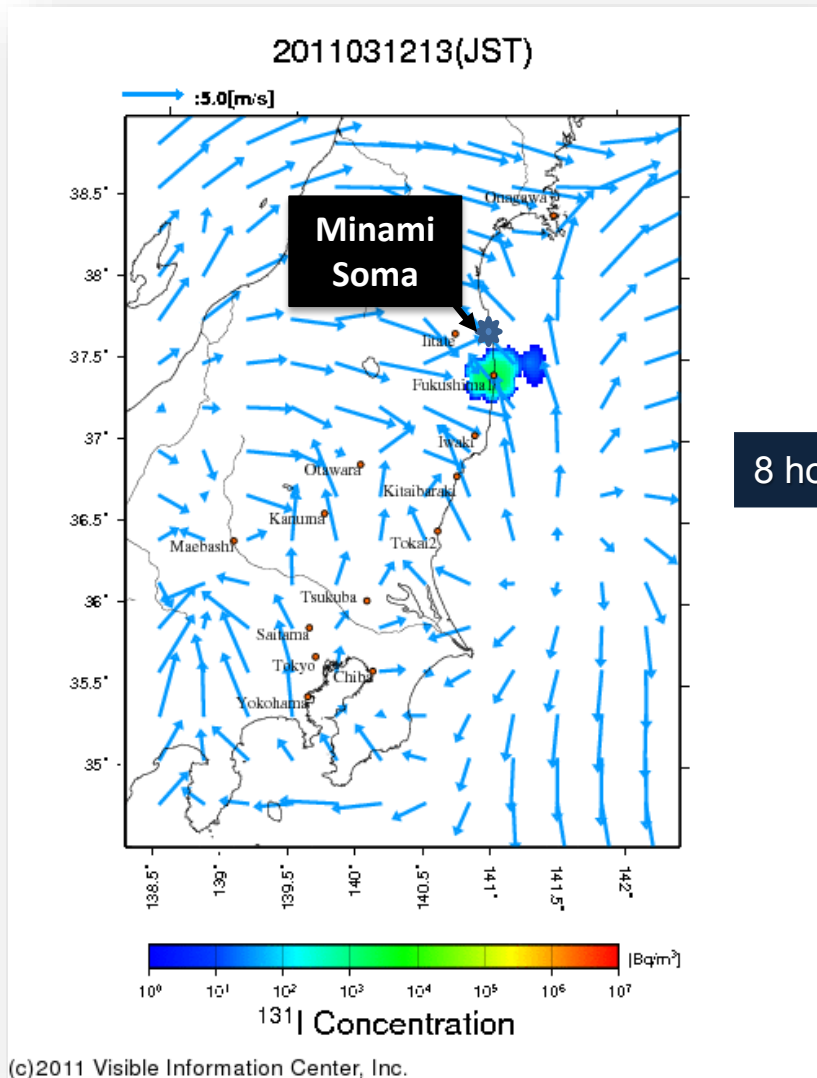 2011031213(JST)
:5.0[m/s]
38.5°
38°
37.5°
37°
36.5°
36°
35.5°
35°
Onagawa
Minami
Soma
Iitate
Fukushima1
Iwaki
Otawara
Kitaibaraki
Kanuma
Maebashi
Tokai2
Tsukuba
Saitama
Tokyo
Chiba
Yokohama
138.5°
139°
139.5°
140°
140.5°
141°
141.5°
142°
8 ho
[Bq/m³]
10⁰ 10¹ 10² 10³ 10⁴ 10⁵ 10⁶ 10⁷
¹³¹I Concentration
(c)2011 Visible Information Center, Inc.